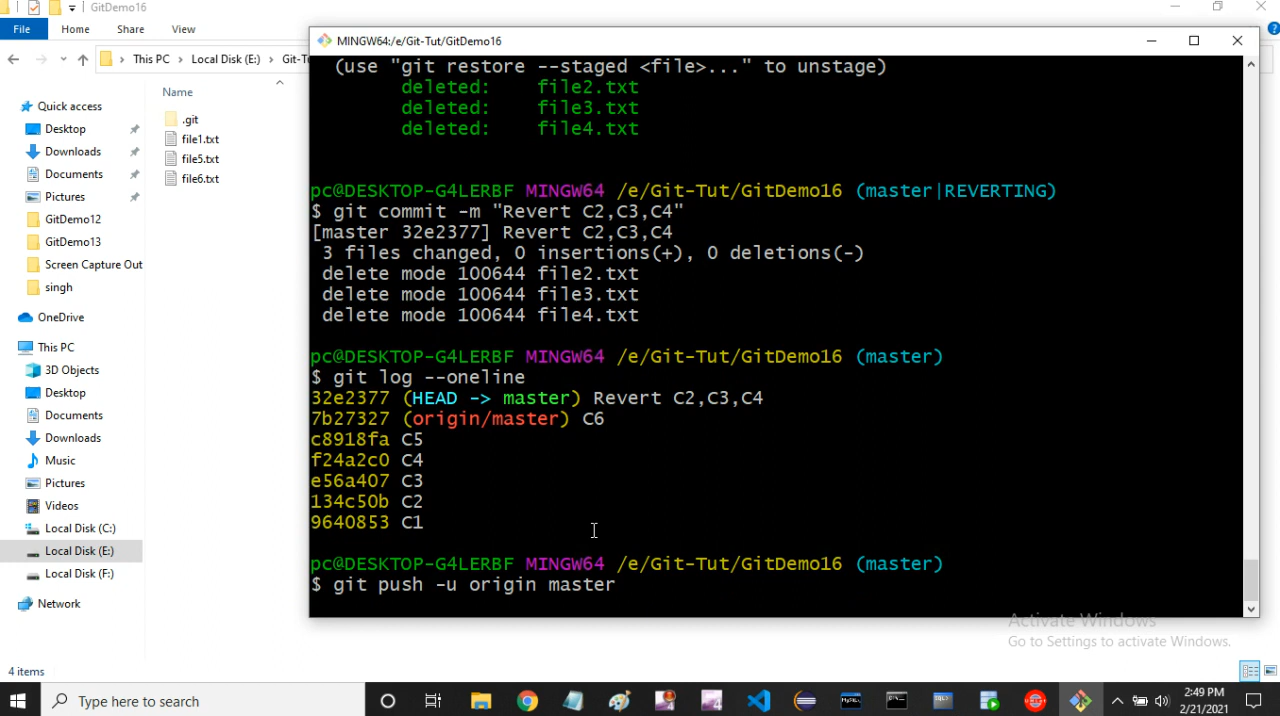 GitDemo16
File
Home
Share
View
This PC > Local Disk (E:) > Git-T
MINGW64:/e/Git-Tut/GitDemo16
Name
.git
file1.txt
file5.txt
file6.txt
Quick access
Desktop
Downloads
Documents
Pictures
GitDemo12
GitDemo13
Screen Capture Out
singh
OneDrive
This PC
3D Objects
Desktop
Documents
Downloads
Music
Pictures
Videos
Local Disk (C:)
Local Disk (E:)
Local Disk (F:)
Network
4 items
(use "git restore --staged <file>..." to unstage)
deleted: file2.txt
deleted: file3.txt
deleted: file4.txt
pc@DESKTOP-G4LERBF MINGW64 /e/Git-Tut/GitDemo16 (master|REVERTING)
$ git commit -m "Revert C2,C3,C4"
[master 32e2377] Revert C2,C3,C4
3 files changed, 0 insertions(+), 0 deletions(-)
delete mode 100644 file2.txt
delete mode 100644 file3.txt
delete mode 100644 file4.txt
pc@DESKTOP-G4LERBF MINGW64 /e/Git-Tut/GitDemo16 (master)
$ git log --oneline
32e2377 (HEAD -> master) Revert C2,C3,C4
7b27327 (origin/master) C6
c8918fa C5
f24a2c0 C4
e56a407 C3
134c50b C2
9640853 C1
pc@DESKTOP-G4LERBF MINGW64 /e/Git-Tut/GitDemo16 (master)
$ git push -u origin master
Activate Windows
Go to Settings to activate Windows.
Type here to search
2:49 PM
2/21/2021